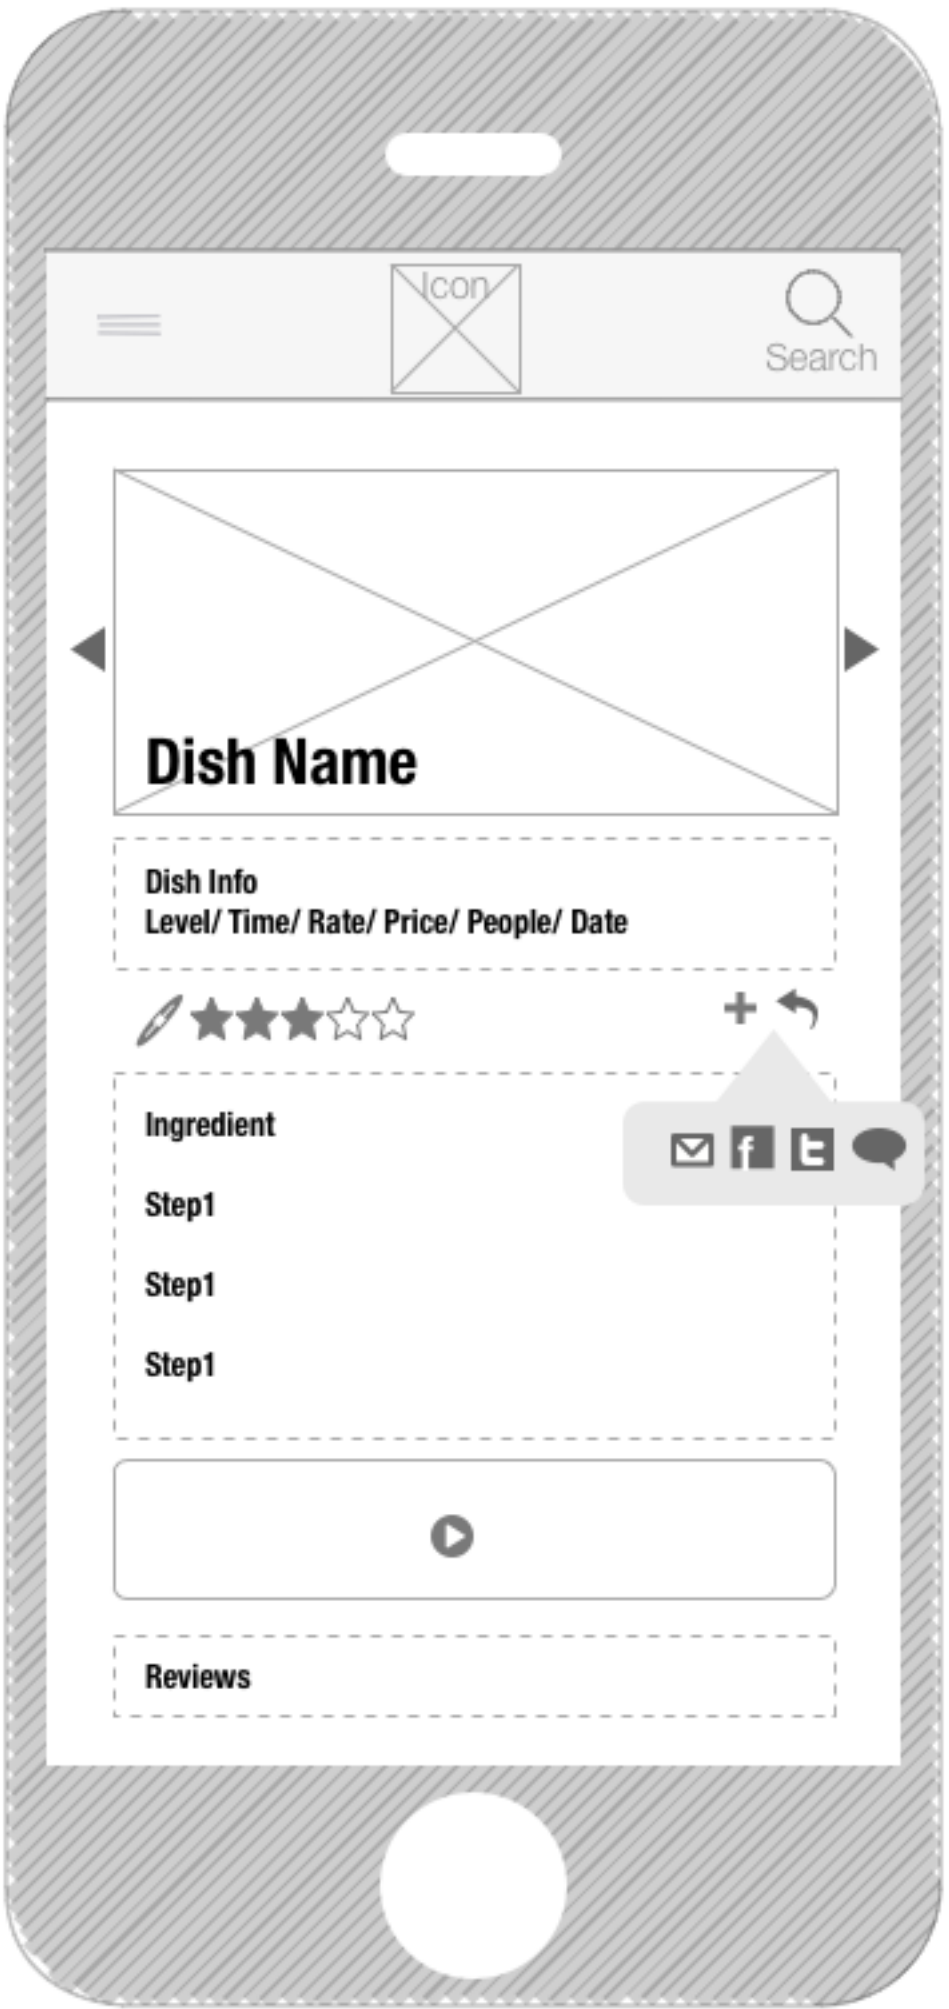 Icon
Search
Dish Name
Dish Info
Level/ Time/ Rate/ Price/ People/ Date
Ingredient
Step1
Step1
Step1
Reviews